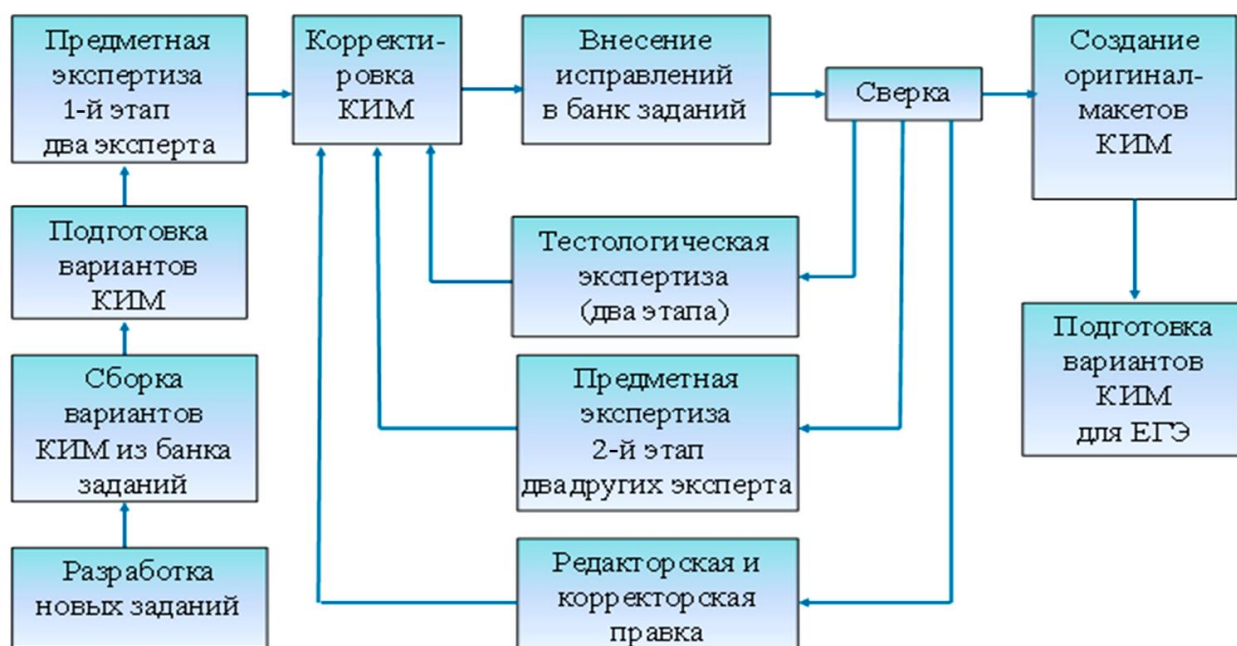 Предметная
экспертиза
1-й этап
два эксперта
Корректи-
ровка
КИМ
Внесение
исправлений
в банк заданий
Сверка
Создание
оригинал-
макетов
КИМ
Подготовка
вариантов
КИМ
Тестологическая
экспертиза
(два этапа)
Подготовка
вариантов
КИМ
для ЕГЭ
Сборка
вариантов
КИМ из банка
заданий
Предметная
экспертиза
2-й этап
два других эксперта
Разработка
новых заданий
Редакторская и
корректорская
правка